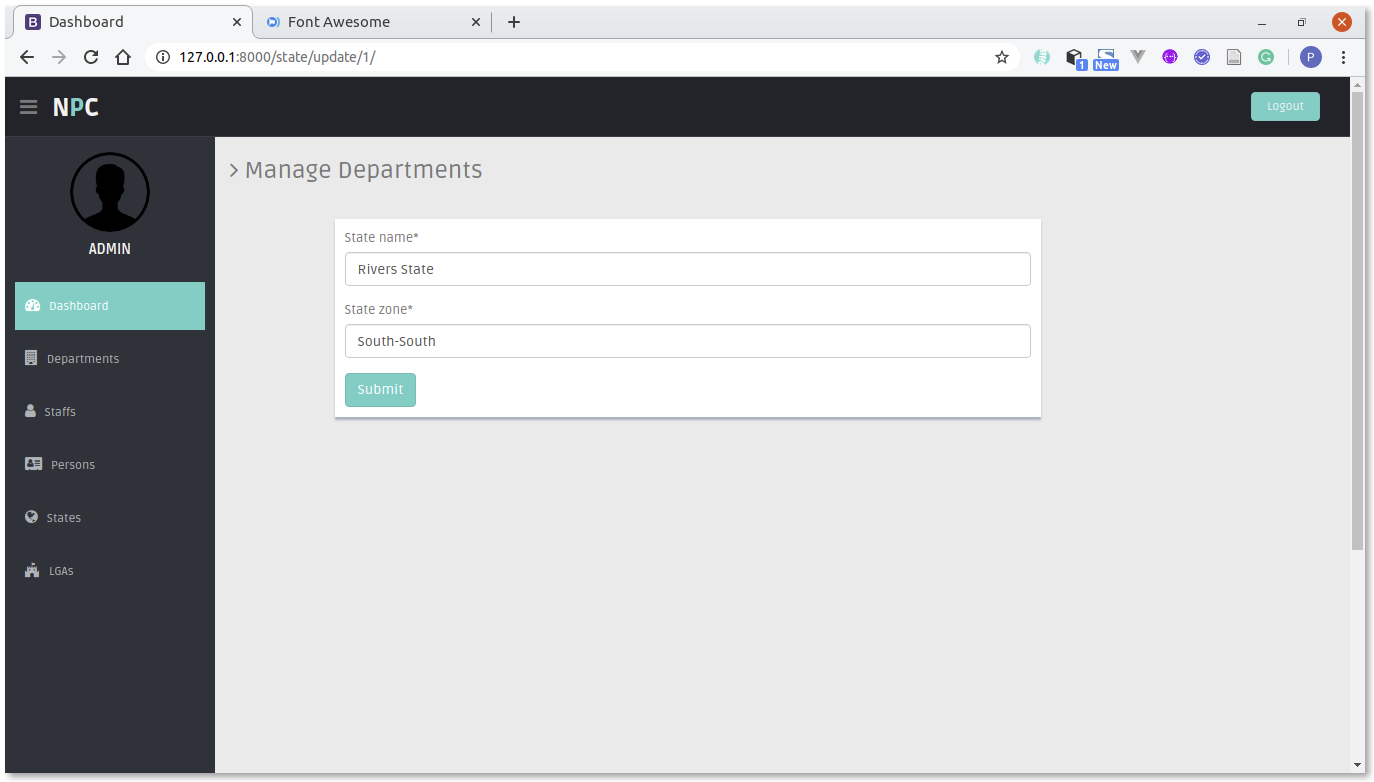 Dashboard
Font Awesome
127.0.0.1:8000/state/update/1/
1
New
G
P
NPC
Logout
ADMIN
Dashboard
Departments
Staffs
Persons
States
LGAs
Manage Departments
State name*
Rivers State
State zone*
South-South
Submit